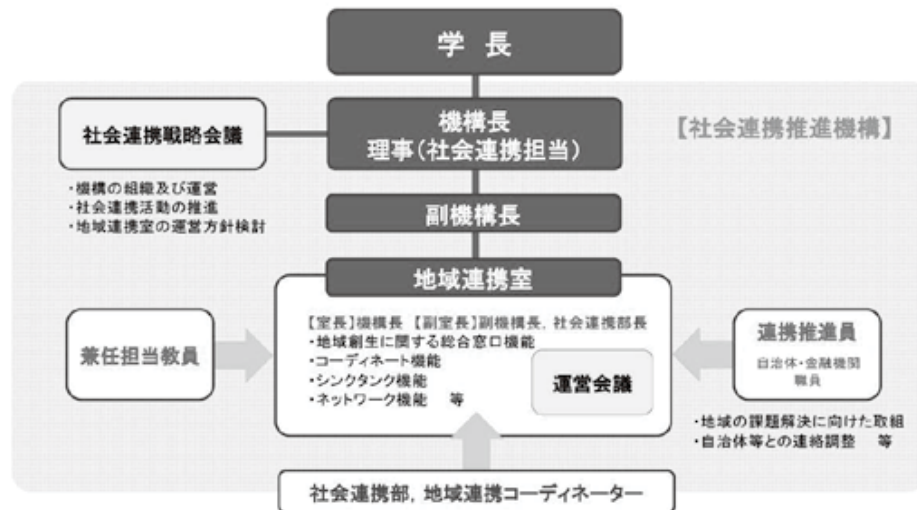 学 長
機構長
理事(社会連携担当)
【社会連携推進機構】
社会連携戦略会議
・機構の組織及び運営
・社会連携活動の推進
・地域連携室の運営方針検討
副機構長
地域連携室
【室長】機構長 【副室長】副機構長, 社会連携部長
・地域創生に関する総合窓口機能
・コーディネート機能
・シンクタンク機能
・ネットワーク機能 等
運営会議
兼任担当教員
連携推進員
自治体・金融機関
職員
・地域の課題解決に向けた取組
・自治体等との連絡調整 等
社会連携部, 地域連携コーディネーター